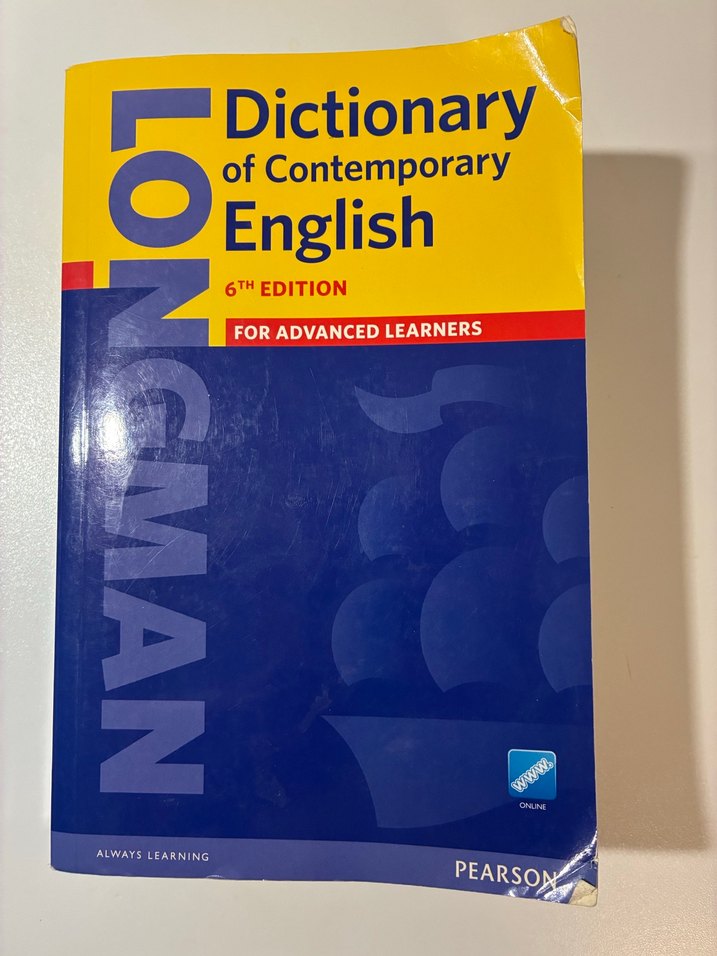 LONGMAN
Dictionary
of Contemporary
English
6TH EDITION
FOR ADVANCED LEARNERS
www.
ONLINE
ALWAYS LEARNING
PEARSON